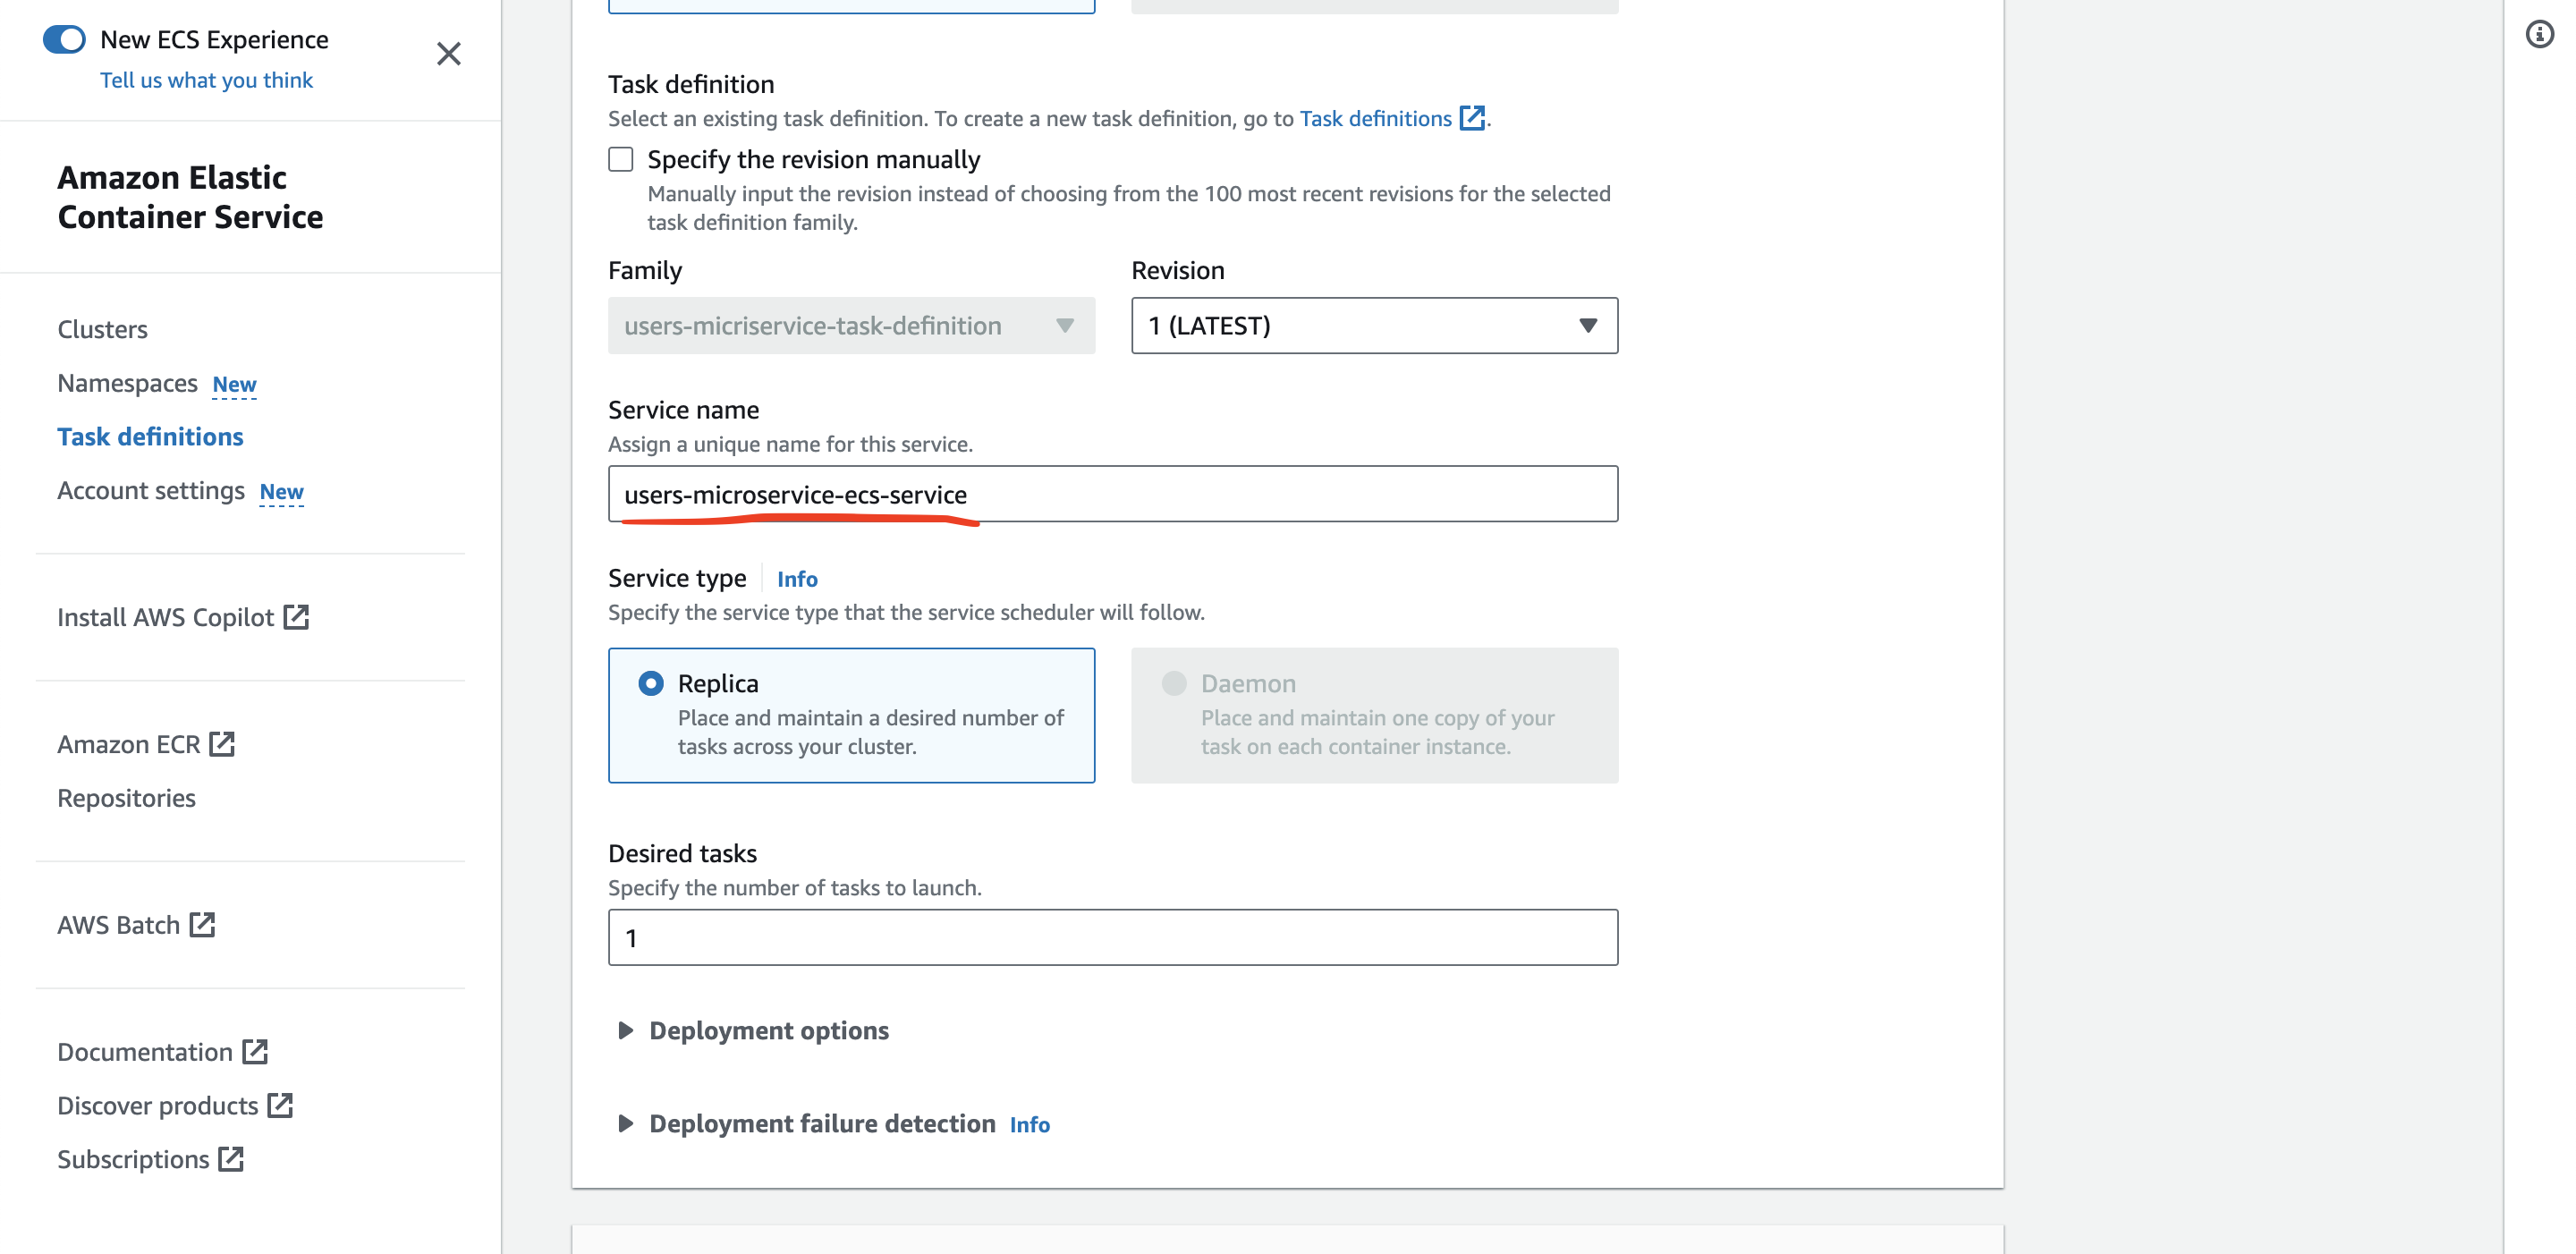 New ECS Experience
Tell us what you think
Amazon Elastic
Container Service
Clusters
Namespaces New
Task definitions
Account settings New
Install AWS Copilot
Amazon ECR
Repositories
AWS Batch
Documentation
Discover products
Subscriptions
Task definition
Select an existing task definition. To create a new task definition, go to Task definitions.
Specify the revision manually
Manually input the revision instead of choosing from the 100 most recent revisions for the selected
task definition family.
Family
users-micriservice-task-definition
Revision
1 (LATEST)
Service name
Assign a unique name for this service.
users-microservice-ecs-service
Service type Info
Specify the service type that the service scheduler will follow.
Replica
Place and maintain a desired number of
tasks across your cluster.
Daemon
Place and maintain one copy of your
task on each container instance.
Desired tasks
Specify the number of tasks to launch.
1
Deployment options
Deployment failure detection Info